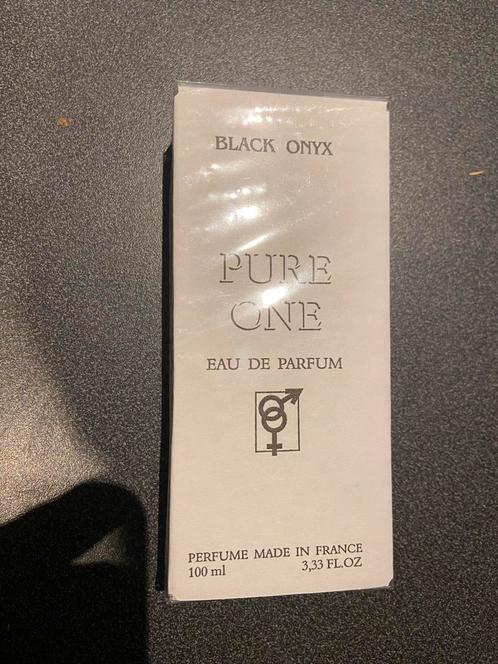 BLACK ONYX
PURE
ONE
EAU DE PARFUM
PERFUME MADE IN FRANCE
100 ml 3,33 FL.OZ